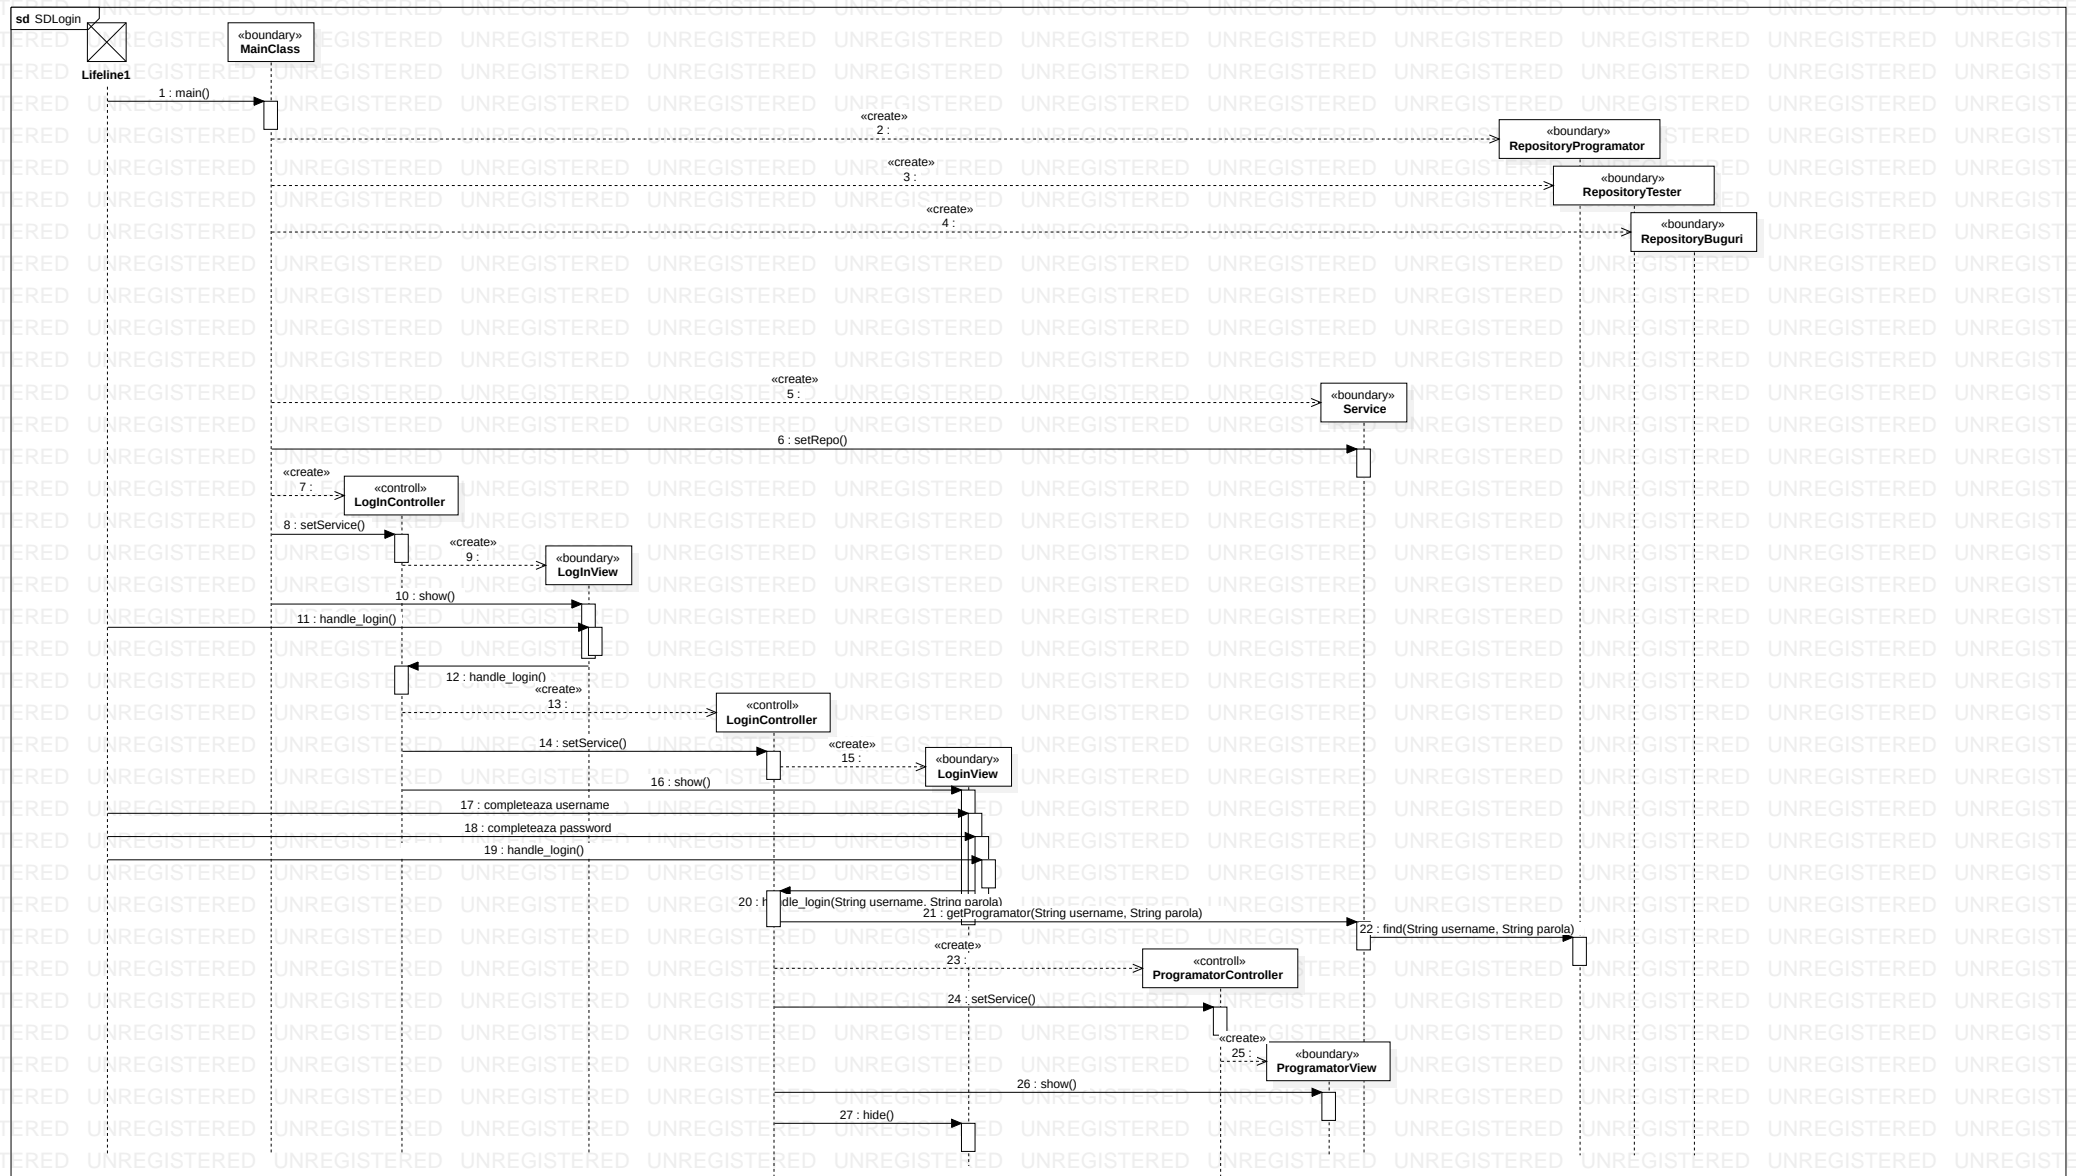 sd SDLogin
Lifeline1
«boundary»
MainClass
1 : main()
«create»
2 :
«boundary»
RepositoryProgramator
«create»
3 :
«boundary»
RepositoryTester
«create»
4 :
«boundary»
RepositoryBuguri
«create»
5 :
«boundary»
Service
6 : setRepo()
«create»
7 :
«controll»
LogInController
8 : setService()
«create»
9 :
«boundary»
LogInView
10 : show()
11 : handle_login()
12 : handle_login()
«create»
13 :
«controll»
LoginController
14 : setService()
«create»
15 :
«boundary»
LoginView
16 : show()
17 : completeaza username
18 : completeaza password
19 : handle_login()
20 : handle_login(String username, String parola)
21 : getProgramator(String username, String parola)
22 : find(String username, String parola)
«create»
23 :
«controll»
ProgramatorController
24 : setService()
«create»
25 :
«boundary»
ProgramatorView
26 : show()
27 : hide()
UNREGISTERED